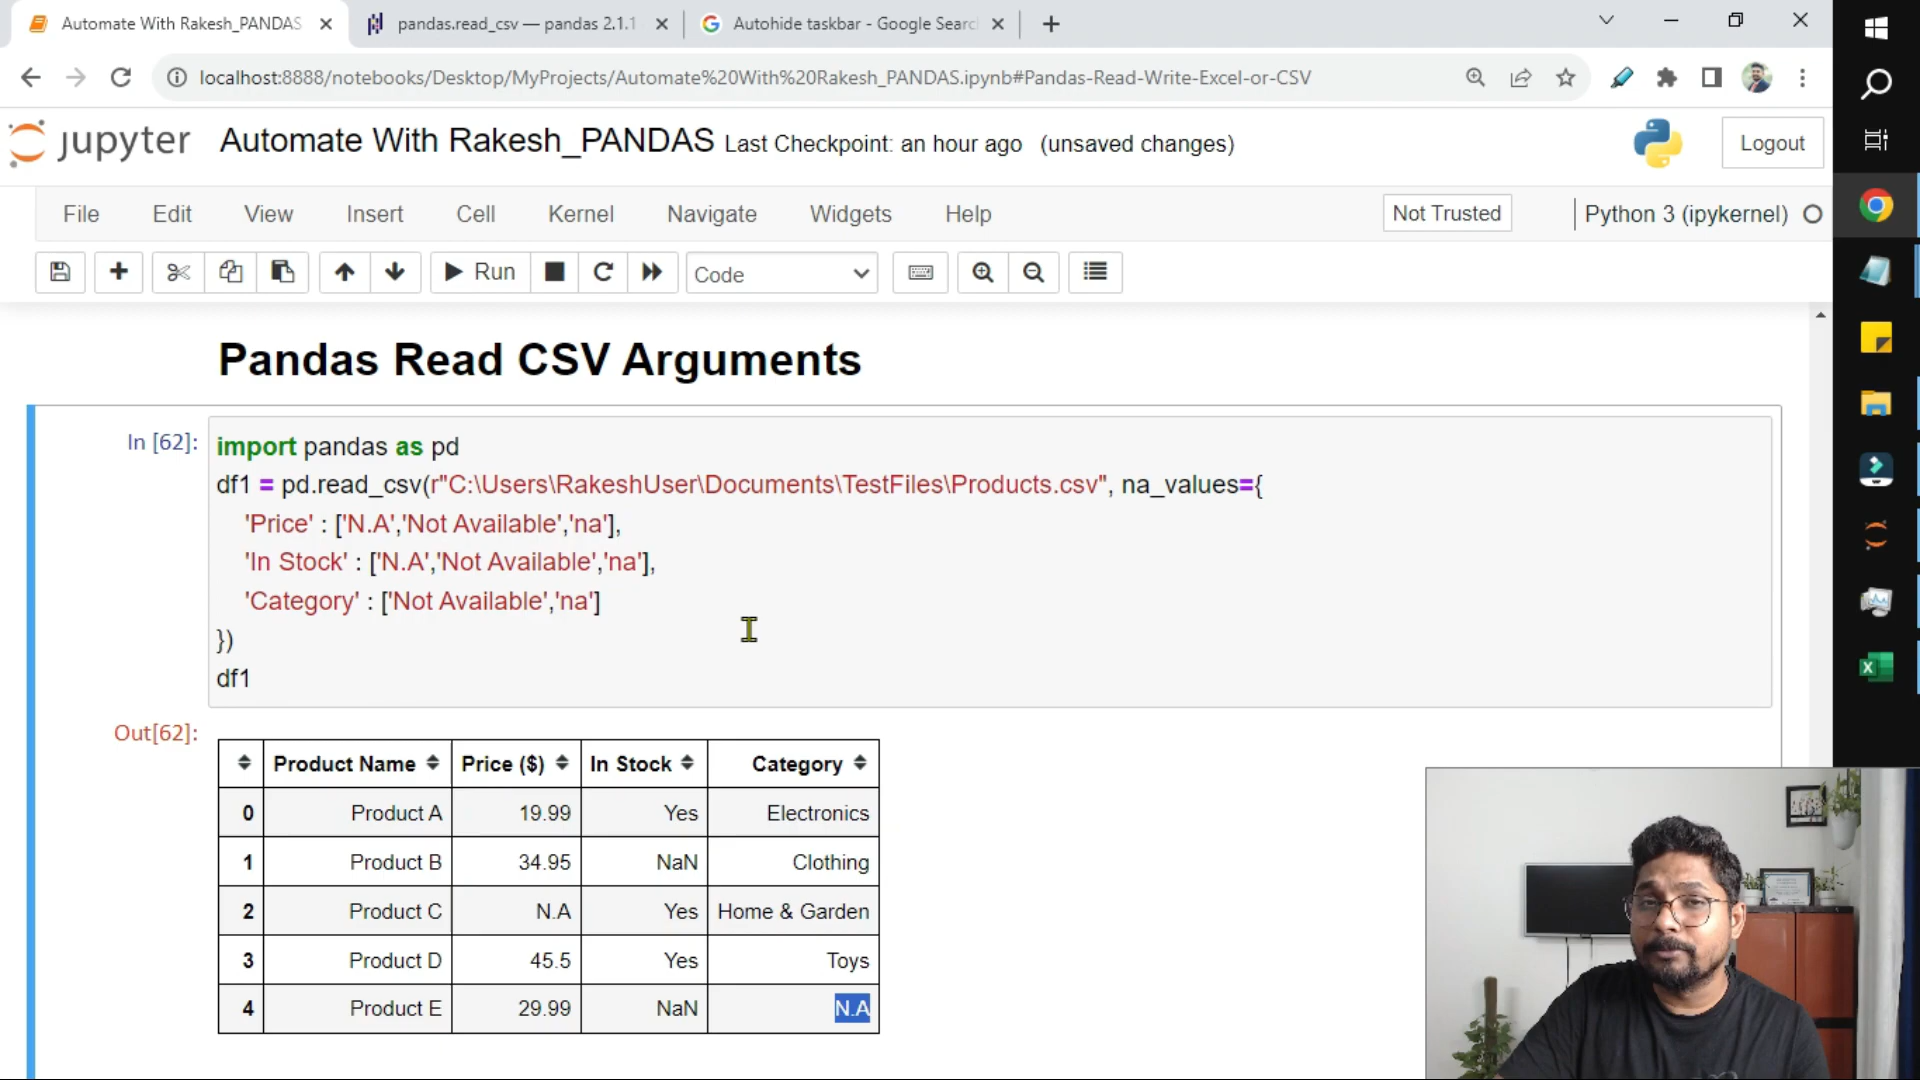 Automate With Rakesh_PANDAS
pandas.read_csv — pandas 2.1.1
Autohide taskbar - Google Searc
localhost:8888/notebooks/Desktop/MyProjects/Automate%20With%20Rakesh_PANDAS.ipynb#Pandas-Read-Write-Excel-or-CSV
jupyter Automate With Rakesh_PANDAS Last Checkpoint: an hour ago (unsaved changes)
Logout
File Edit View Insert Cell Kernel Navigate Widgets Help Not Trusted Python 3 (ipykernel)
Run Code
Pandas Read CSV Arguments
In [62]: import pandas as pd
df1 = pd.read_csv(r"C:\Users\RakeshUser\Documents\TestFiles\Products.csv", na_values={
'Price' : ['N.A','Not Available','na'],
'In Stock' : ['N.A','Not Available','na'],
'Category' : ['Not Available','na']
})
df1
Out[62]:
Product Name Price ($) In Stock Category
0 Product A 19.99 Yes Electronics
1 Product B 34.95 NaN Clothing
2 Product C N.A Yes Home & Garden
3 Product D 45.5 Yes Toys
4 Product E 29.99 NaN N.A